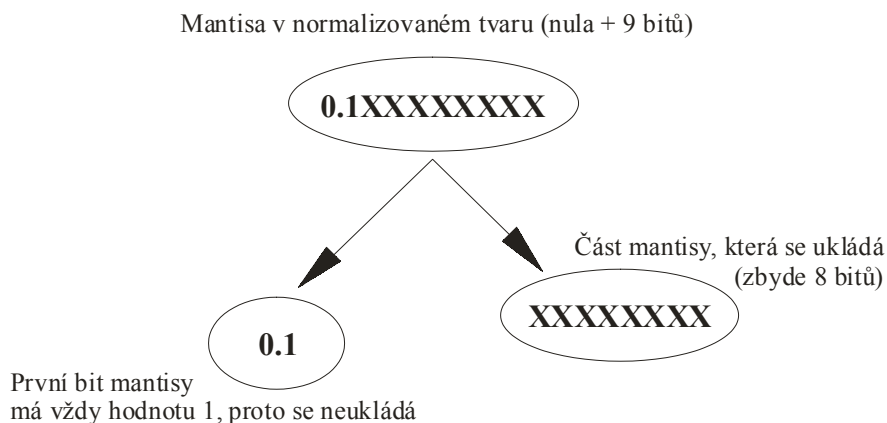 Mantisa v normalizovaném tvaru (nula + 9 bitů)
0.1XXXXXXXX
Část mantisy, která se ukládá
(zbyde 8 bitů)
XXXXXXXX
0.1
První bit mantisy
má vždy hodnotu 1, proto se neukládá